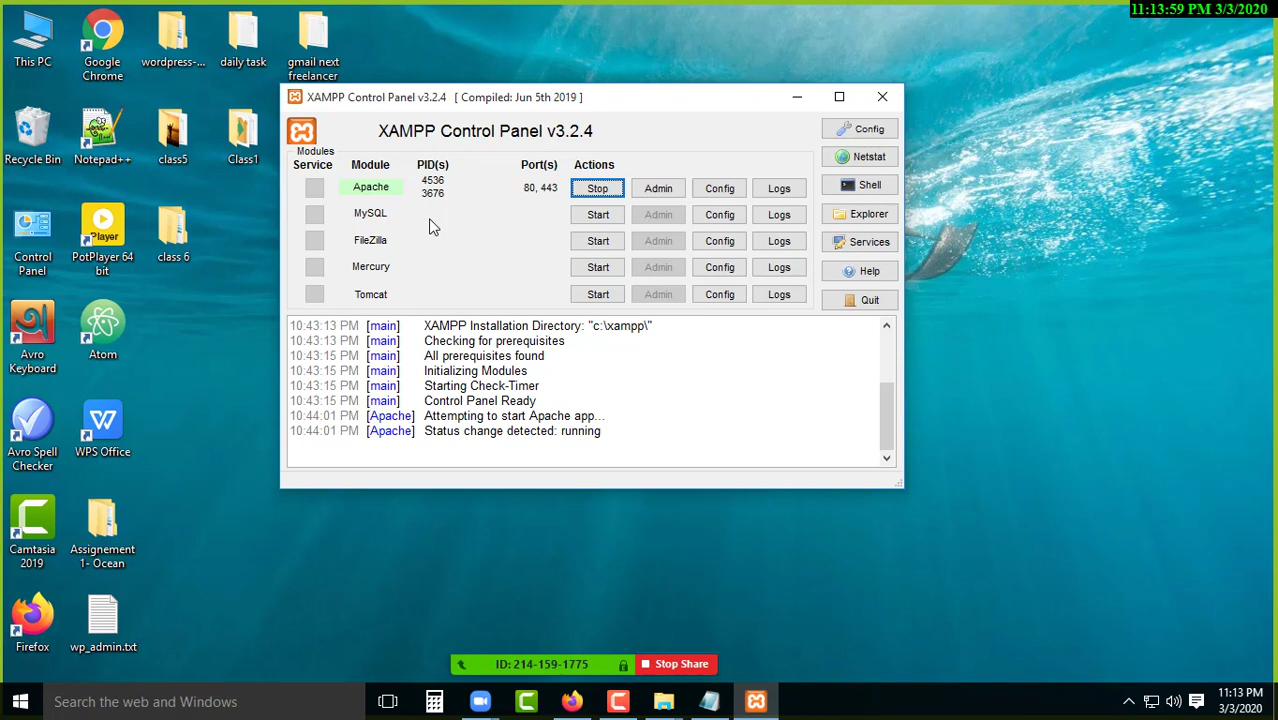 11:13:59 PM 3/3/2020
This PC
Google Chrome
wordpress-...
daily task
gmail next freelancer
Recycle Bin
Notepad++
class5
Class1
Control Panel
Player
PotPlayer 64 bit
class 6
Avro Keyboard
Atom
Avro Spell Checker
WPS Office
Camtasia 2019
Assignement 1- Ocean
Firefox
wp_admin.txt
XAMPP Control Panel v3.2.4 [ Compiled: Jun 5th 2019 ]
XAMPP Control Panel v3.2.4
Modules
Service Module PID(s) Port(s) Actions
Apache 4536 3676 80, 443 Stop Admin Config Logs
MySQL Start Admin Config Logs
FileZilla Start Admin Config Logs
Mercury Start Admin Config Logs
Tomcat Start Admin Config Logs
Config
Netstat
Shell
Explorer
Services
Help
Quit
10:43:13 PM [main] XAMPP Installation Directory: "c:\xampp\"
10:43:13 PM [main] Checking for prerequisites
10:43:15 PM [main] All prerequisites found
10:43:15 PM [main] Initializing Modules
10:43:15 PM [main] Starting Check-Timer
10:43:15 PM [main] Control Panel Ready
10:44:01 PM [Apache] Attempting to start Apache app...
10:44:01 PM [Apache] Status change detected: running
ID: 214-159-1775 Stop Share
Search the web and Windows
11:13 PM
3/3/2020